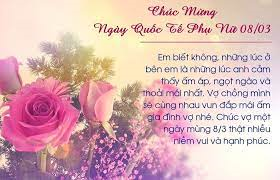 Chúc Mừng
Ngày Quốc Tế Phụ Nữ 08/03
Em biết không, những lúc ở
bên em là những lúc anh cảm
thấy ấm áp, ngọt ngào và
thoải mái nhất. Vợ chồng mình
sẽ cùng nhau vun đắp mái ấm
gia đình vợ nhé. Chúc vợ một
ngày mùng 8/3 thật nhiều
niềm vui và hạnh phúc.